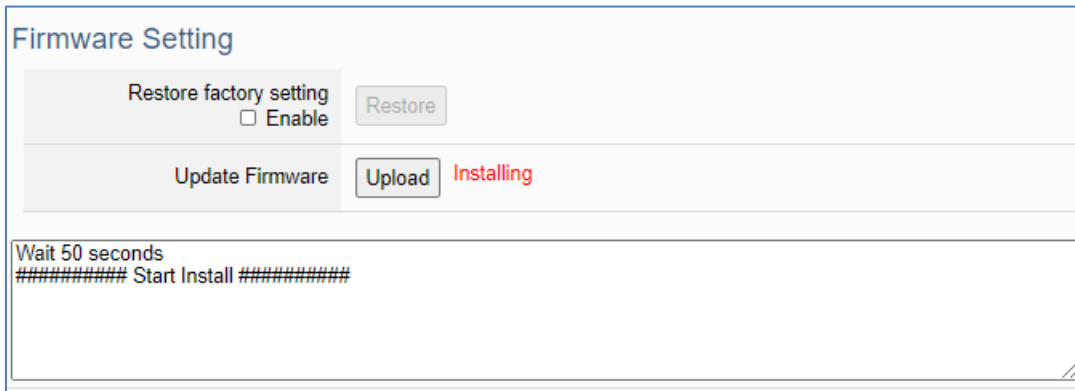 Firmware Setting
Restore factory setting
Enable
Restore
Update Firmware
Upload
Installing
Wait 50 seconds
########## Start Install ##########